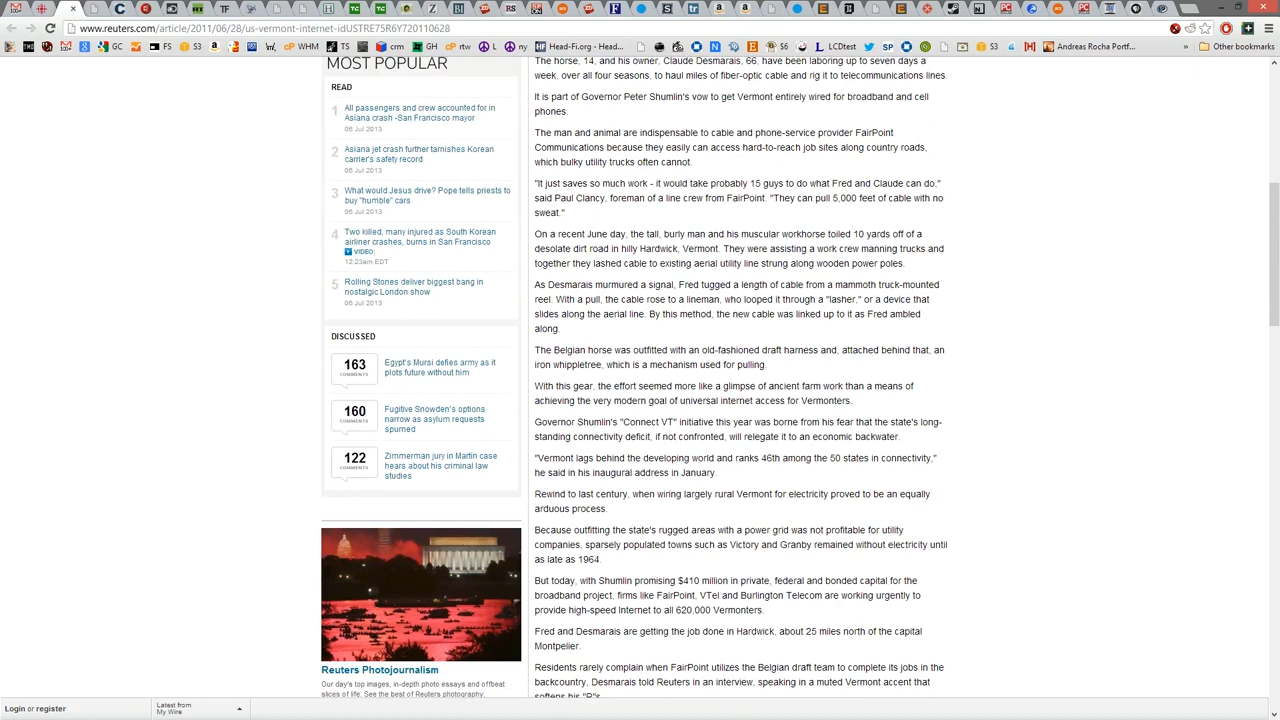 www.reuters.com/article/2011/06/28/us-vermont-internet-idUSTRE75R6Y720110628
GC
FS
S3
CP WHM
TS
crm
GH
rtw
L
ny
Head-Fi.org - Head...
S6
LCDtest
SP
S3
Andreas Rocha Portf...
»
Other bookmarks
MOST POPULAR
READ
1 All passengers and crew accounted for in
Asiana crash -San Francisco mayor
06 Jul 2013
2 Asiana jet crash further tarnishes Korean
carrier's safety record
06 Jul 2013
3 What would Jesus drive? Pope tells priests to
buy "humble" cars
06 Jul 2013
4 Two killed, many injured as South Korean
airliner crashes, burns in San Francisco
VIDEO
12:23am EDT
5 Rolling Stones deliver biggest bang in
nostalgic London show
06 Jul 2013
DISCUSSED
163
COMMENTS
Egypt's Mursi defies army as it
plots future without him
160
COMMENTS
Fugitive Snowden's options
narrow as asylum requests
spurned
122
COMMENTS
Zimmerman jury in Martin case
hears about his criminal law
studies
Reuters Photojournalism
Our day's top images, in-depth photo essays and offbeat
slices of life. See the best of Reuters photography.
The horse, 14, and his owner, Claude Desmarais, 66, have been laboring up to seven days a
week, over all four seasons, to haul miles of fiber-optic cable and rig it to telecommunications lines.
It is part of Governor Peter Shumlin's vow to get Vermont entirely wired for broadband and cell
phones.
The man and animal are indispensable to cable and phone-service provider FairPoint
Communications because they easily can access hard-to-reach job sites along country roads,
which bulky utility trucks often cannot.
"It just saves so much work - it would take probably 15 guys to do what Fred and Claude can do,"
said Paul Clancy, foreman of a line crew from FairPoint. "They can pull 5,000 feet of cable with no
sweat."
On a recent June day, the tall, burly man and his muscular workhorse toiled 10 yards off of a
desolate dirt road in hilly Hardwick, Vermont. They were assisting a work crew manning trucks and
together they lashed cable to existing aerial utility line strung along wooden power poles.
As Desmarais murmured a signal, Fred tugged a length of cable from a mammoth truck-mounted
reel. With a pull, the cable rose to a lineman, who looped it through a "lasher," or a device that
slides along the aerial line. By this method, the new cable was linked up to it as Fred ambled
along.
The Belgian horse was outfitted with an old-fashioned draft harness and, attached behind that, an
iron whippletree, which is a mechanism used for pulling.
With this gear, the effort seemed more like a glimpse of ancient farm work than a means of
achieving the very modern goal of universal internet access for Vermonters.
Governor Shumlin's "Connect VT" initiative this year was borne from his fear that the state's long-
standing connectivity deficit, if not confronted, will relegate it to an economic backwater.
"Vermont lags behind the developing world and ranks 46th among the 50 states in connectivity,"
he said in his inaugural address in January.
Rewind to last century, when wiring largely rural Vermont for electricity proved to be an equally
arduous process.
Because outfitting the state's rugged areas with a power grid was not profitable for utility
companies, sparsely populated towns such as Victory and Granby remained without electricity until
as late as 1964.
But today, with Shumlin promising $410 million in private, federal and bonded capital for the
broadband project, firms like FairPoint, VTel and Burlington Telecom are working urgently to
provide high-speed Internet to all 620,000 Vermonters.
Fred and Desmarais are getting the job done in Hardwick, about 25 miles north of the capital
Montpelier.
Residents rarely complain when FairPoint utilizes the Belgian draft team to complete its jobs in the
backcountry, Desmarais told Reuters in an interview, speaking in a muted Vermont accent that
softens his "R"s.
Login or register
Latest from
My Wire